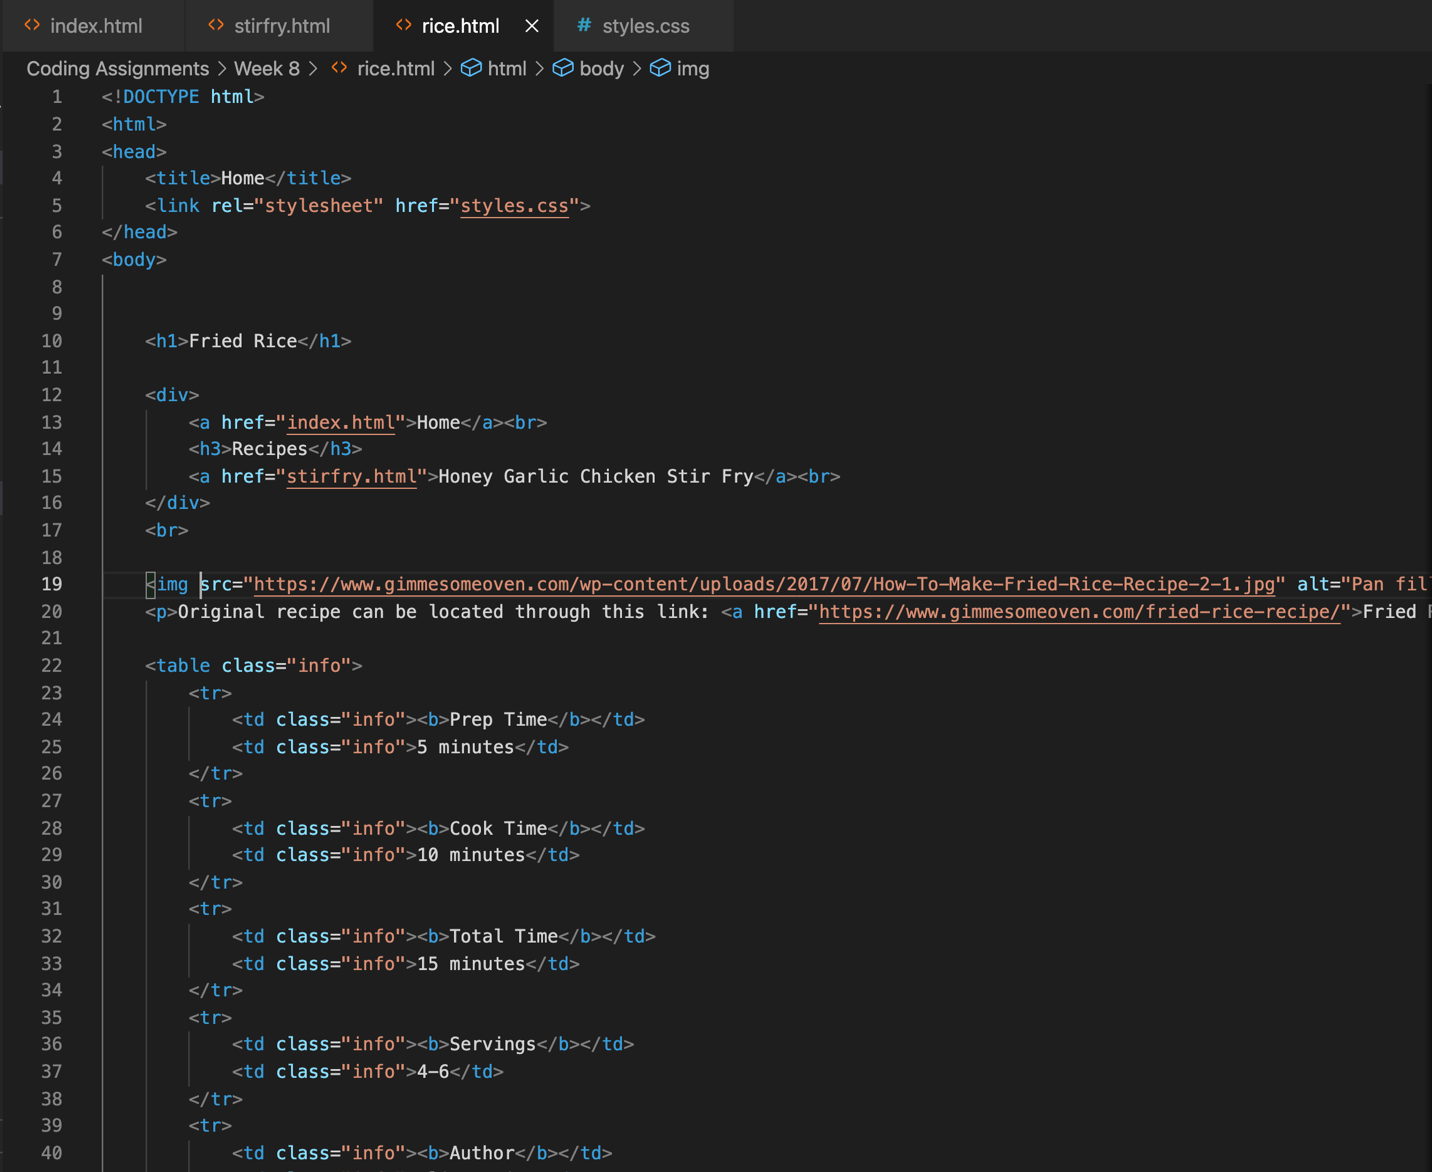 index.html stirfry.html rice.html styles.css
Coding Assignments > Week 8 > rice.html > html > body > img
1 <!DOCTYPE html>
2 <html>
3 <head>
4     <title>Home</title>
5     <link rel="stylesheet" href="styles.css">
6 </head>
7 <body>
8
9
10     <h1>Fried Rice</h1>
11
12     <div>
13         <a href="index.html">Home</a><br>
14         <h3>Recipes</h3>
15         <a href="stirfry.html">Honey Garlic Chicken Stir Fry</a><br>
16     </div>
17     <br>
18
19     <img src="https://www.gimmesomeoven.com/wp-content/uploads/2017/07/How-To-Make-Fried-Rice-Recipe-2-1.jpg" alt="Pan fil
20     <p>Original recipe can be located through this link: <a href="https://www.gimmesomeoven.com/fried-rice-recipe/">Fried
21
22     <table class="info">
23         <tr>
24             <td class="info"><b>Prep Time</b></td>
25             <td class="info">5 minutes</td>
26         </tr>
27         <tr>
28             <td class="info"><b>Cook Time</b></td>
29             <td class="info">10 minutes</td>
30         </tr>
31         <tr>
32             <td class="info"><b>Total Time</b></td>
33             <td class="info">15 minutes</td>
34         </tr>
35         <tr>
36             <td class="info"><b>Servings</b></td>
37             <td class="info">4-6</td>
38         </tr>
39         <tr>
40             <td class="info"><b>Author</b></td>